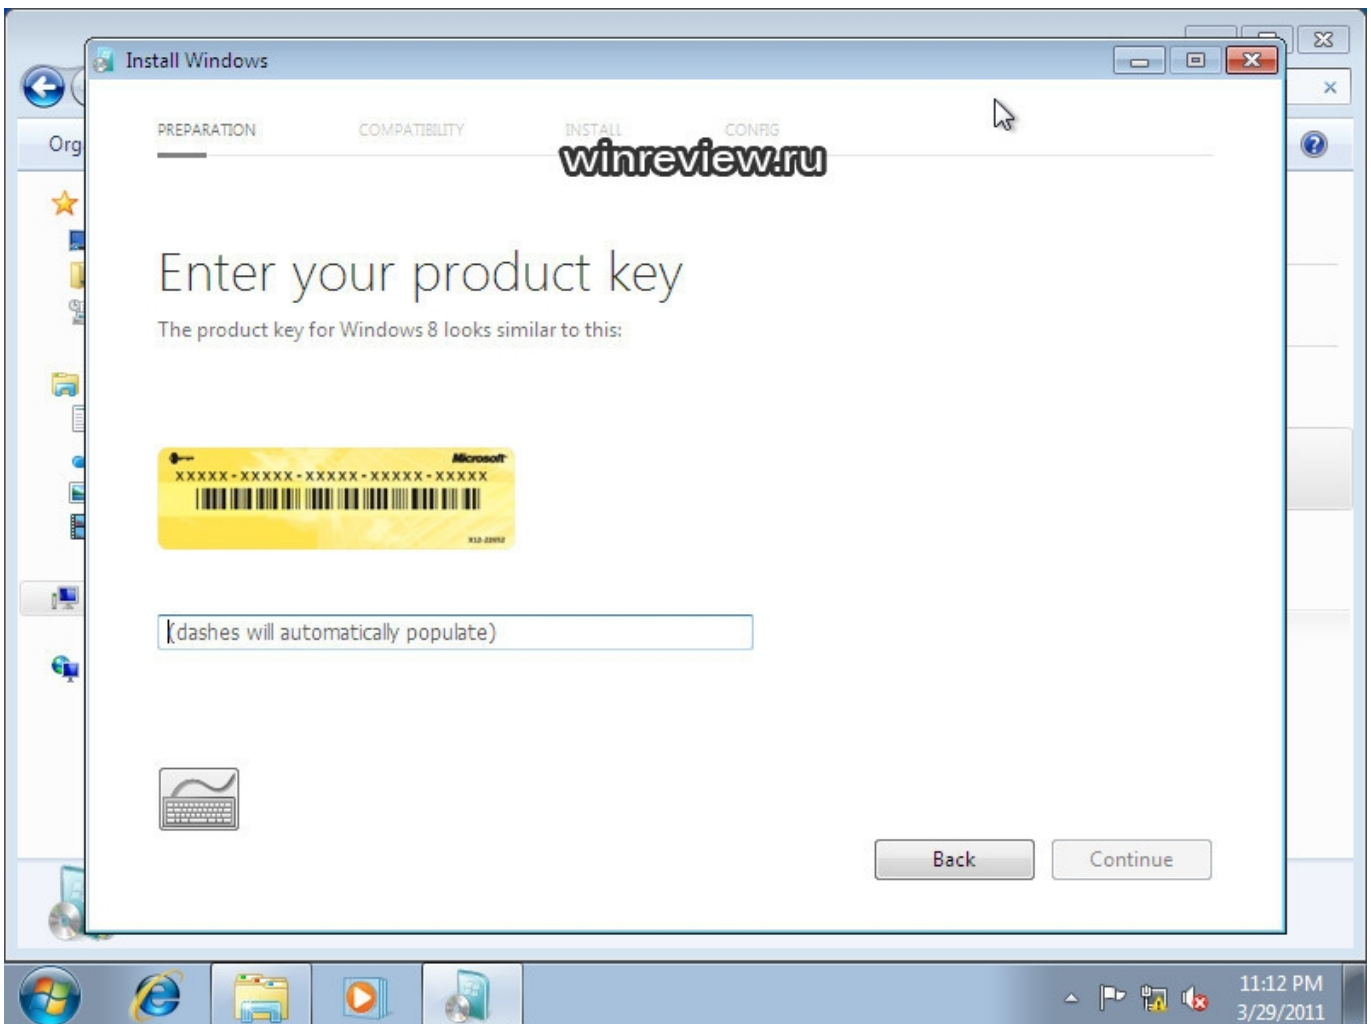 Install Windows
PREPARATION COMPATIBILITY INSTALL CONFIG
winreview.ru
Org
Enter your product key
The product key for Windows 8 looks similar to this:
Microsoft
XXXXX-XXXXX-XXXXX-XXXXX-XXXXX
X12-22652
(dashes will automatically populate)
Back Continue
11:12 PM
3/29/2011